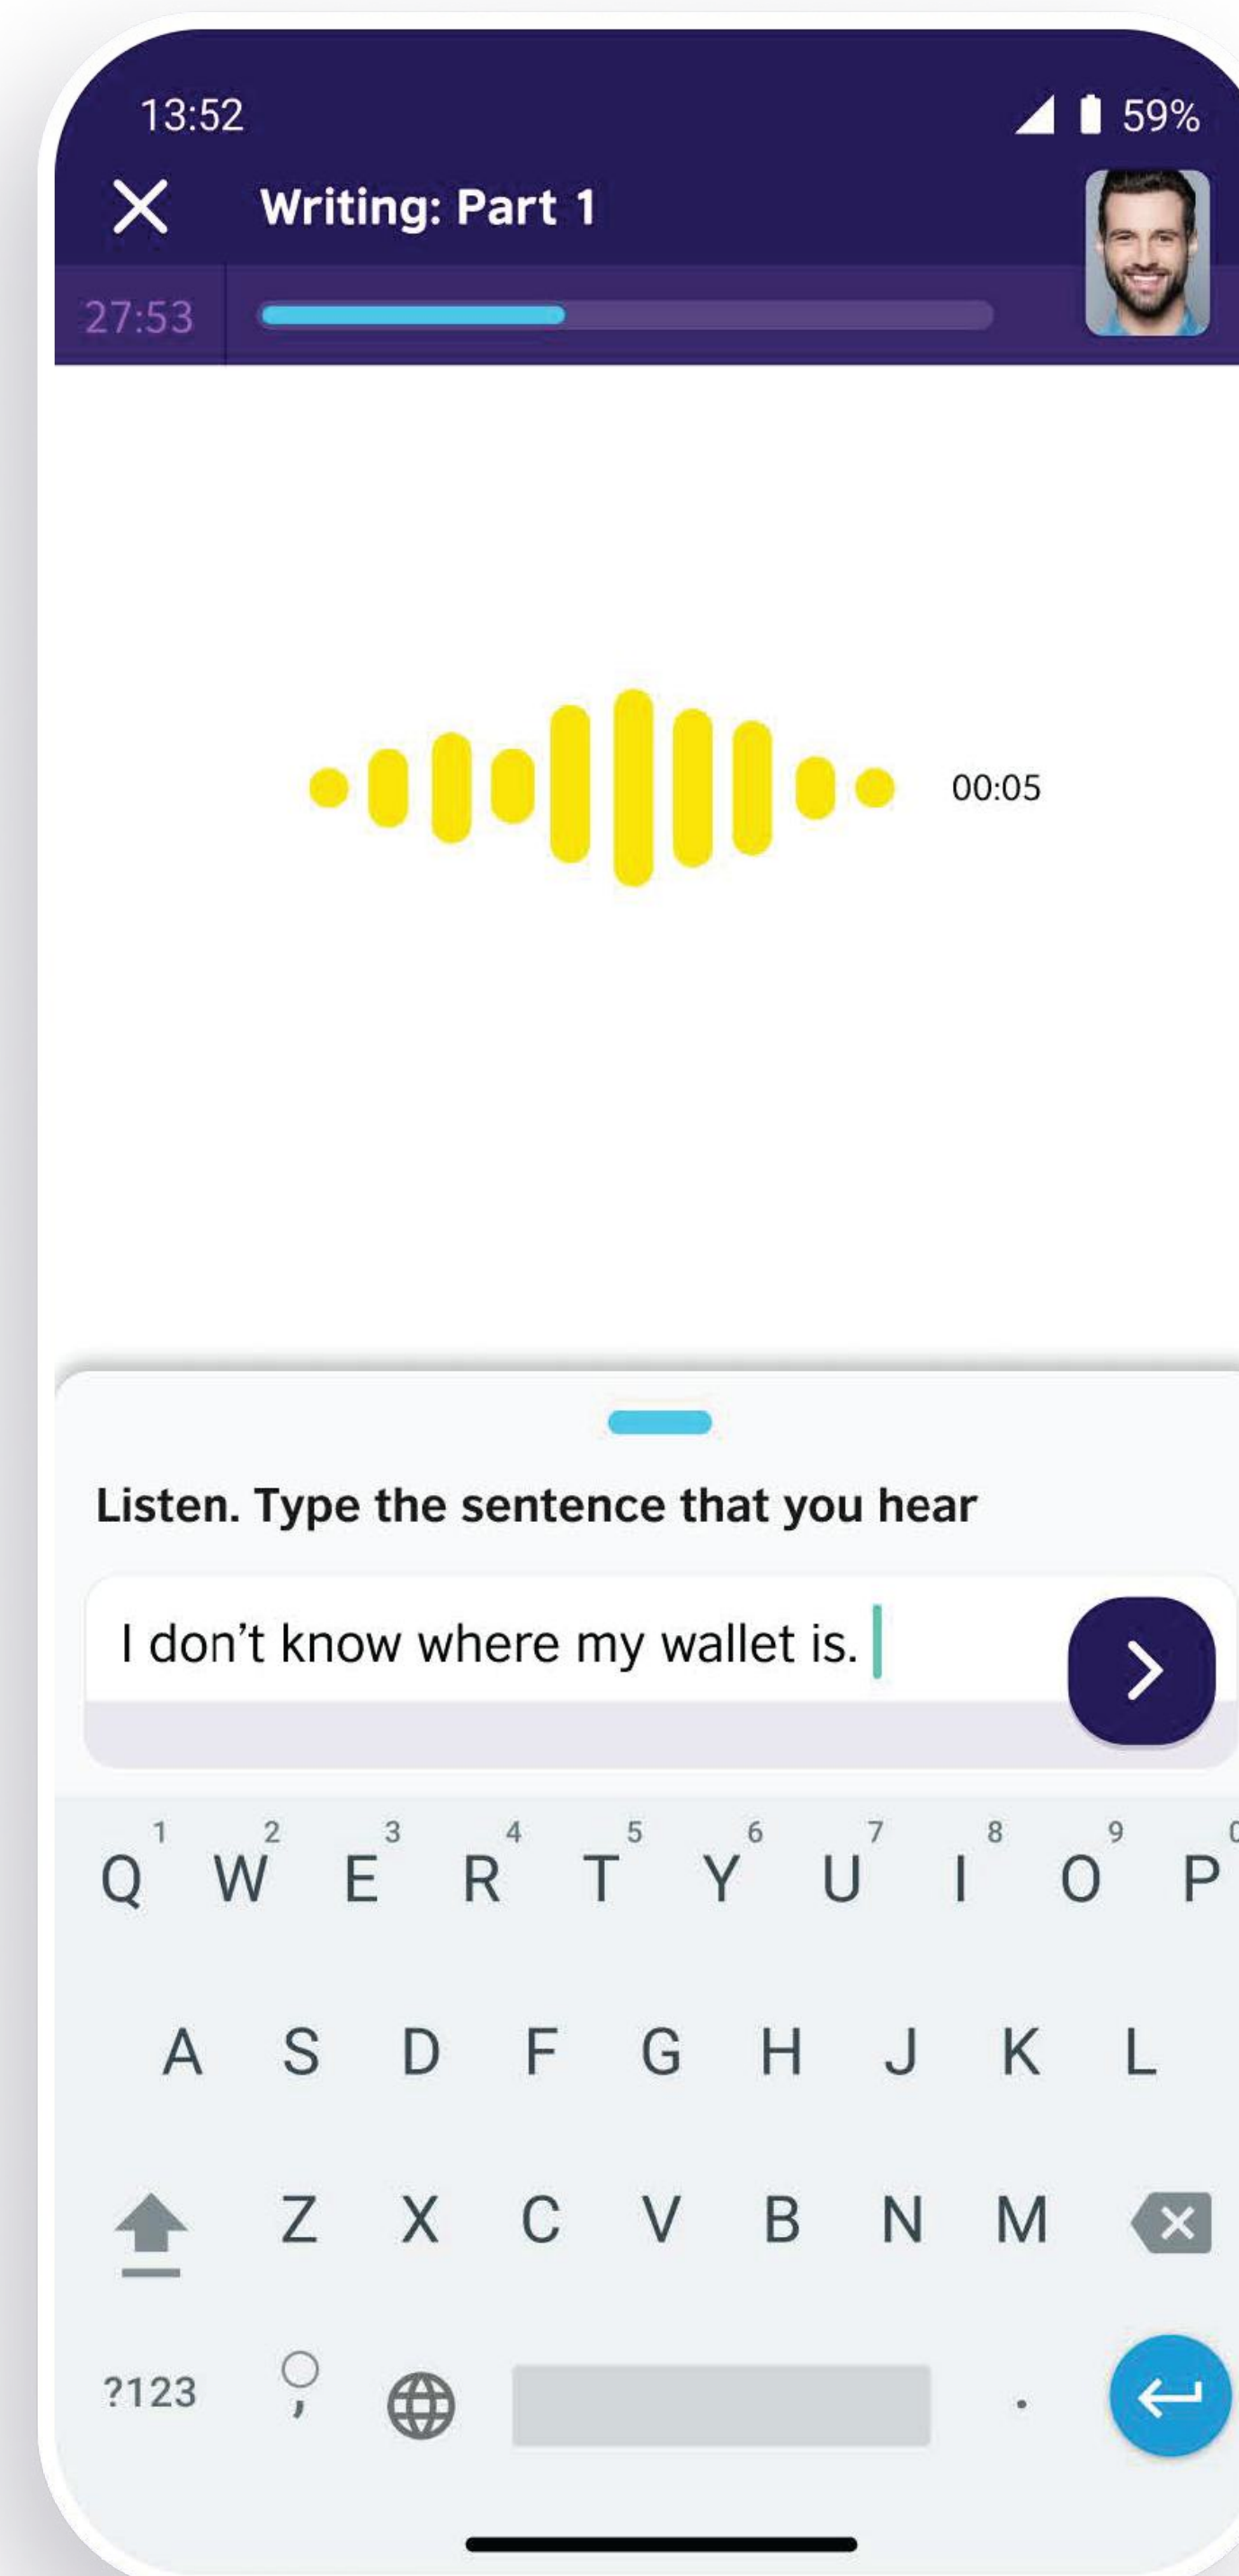 13:52 59%
Writing: Part 1
27:53
00:05
Listen. Type the sentence that you hear
I don’t know where my wallet is.
1 2 3 4 5 6 7 8 9 0
Q W E R T Y U I O P
A S D F G H J K L
Z X C V B N M
?123 , .